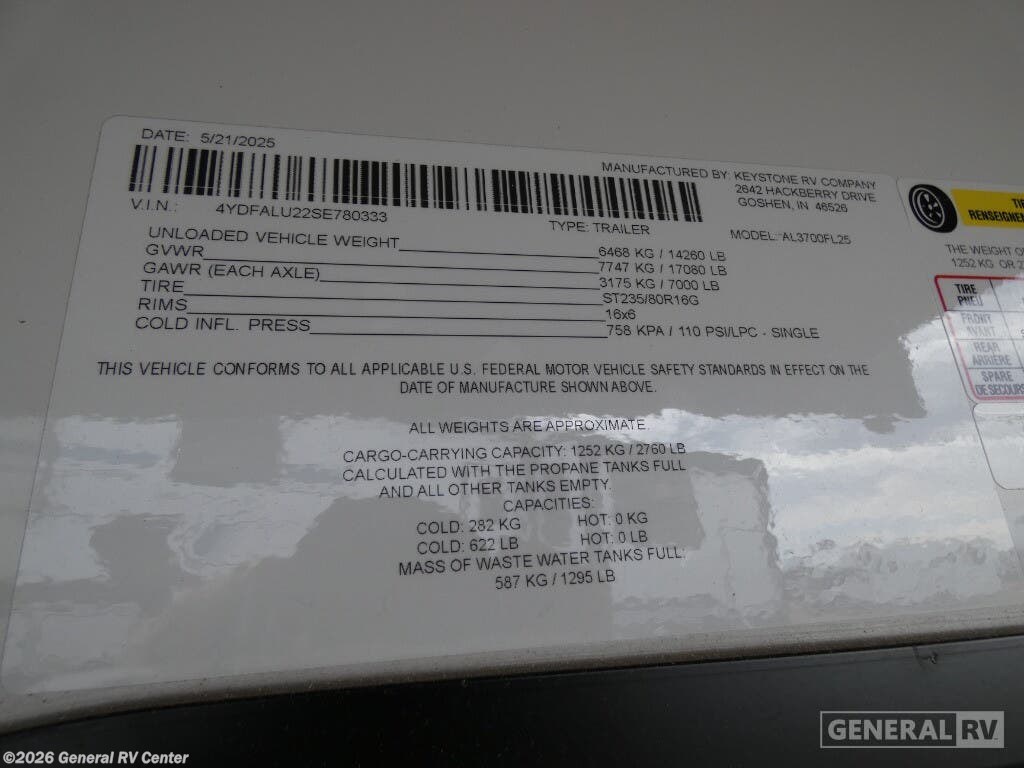 DATE: 5/21/2025
MANUFACTURED BY: KEYSTONE RV COMPANY
2642 HACKBERRY DRIVE
GOSHEN, IN 46526
V.I.N.: 4YDFALU22SE780333
TYPE: TRAILER
MODEL: AL3700FL25
UNLOADED VEHICLE WEIGHT 6468 KG / 14260 LB
GVWR 7747 KG / 17080 LB
GAWR (EACH AXLE) 3175 KG / 7000 LB
TIRE ST235/80R16G
RIMS 16x6
COLD INFL. PRESS 758 KPA / 110 PSI/LPC - SINGLE
THIS VEHICLE CONFORMS TO ALL APPLICABLE U.S. FEDERAL MOTOR VEHICLE SAFETY STANDARDS IN EFFECT ON THE
DATE OF MANUFACTURE SHOWN ABOVE.
ALL WEIGHTS ARE APPROXIMATE.
CARGO-CARRYING CAPACITY: 1252 KG / 2760 LB
CALCULATED WITH THE PROPANE TANKS FULL
AND ALL OTHER TANKS EMPTY.
CAPACITIES:
COLD: 282 KG HOT: 0 KG
COLD: 622 LB HOT: 0 LB
MASS OF WASTE WATER TANKS FULL:
587 KG / 1295 LB
THE WEIGHT
1252 KG OR
TIRE
PNEU
FRONT
AVANT
REAR
ARRIÈRE
SPARE
DE SECOURS
GENERAL RV
©2026 General RV Center